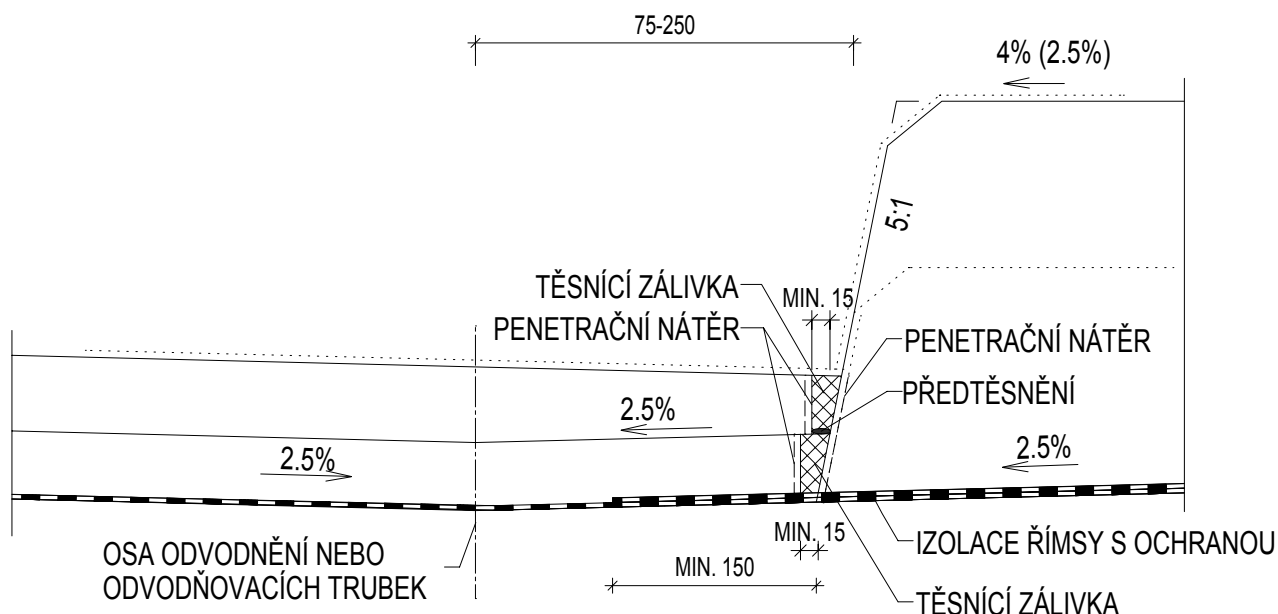 75-250
4% (2.5%)
5:1
TĚSNÍCÍ ZÁLIVKA
MIN. 15
PENETRAČNÍ NÁTĚR
PENETRAČNÍ NÁTĚR
PŘEDTĚSNĚNÍ
2.5%
2.5%
2.5%
MIN. 15
IZOLACE ŘÍMSY S OCHRANOU
OSA ODVODNĚNÍ NEBO
ODVODŇOVACÍCH TRUBEK
MIN. 150
TĚSNÍCÍ ZÁLIVKA